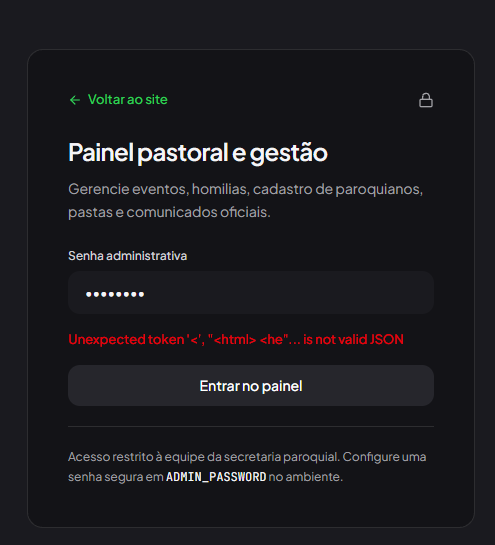 ← Voltar ao site
Painel pastoral e gestão
Gerencie eventos, homilias, cadastro de paroquianos,
pastas e comunicados oficiais.
Senha administrativa
••••••••
Unexpected token '<', "<html> <he"... is not valid JSON
Entrar no painel
Acesso restrito à equipe da secretaria paroquial. Configure uma
senha segura em ADMIN_PASSWORD no ambiente.